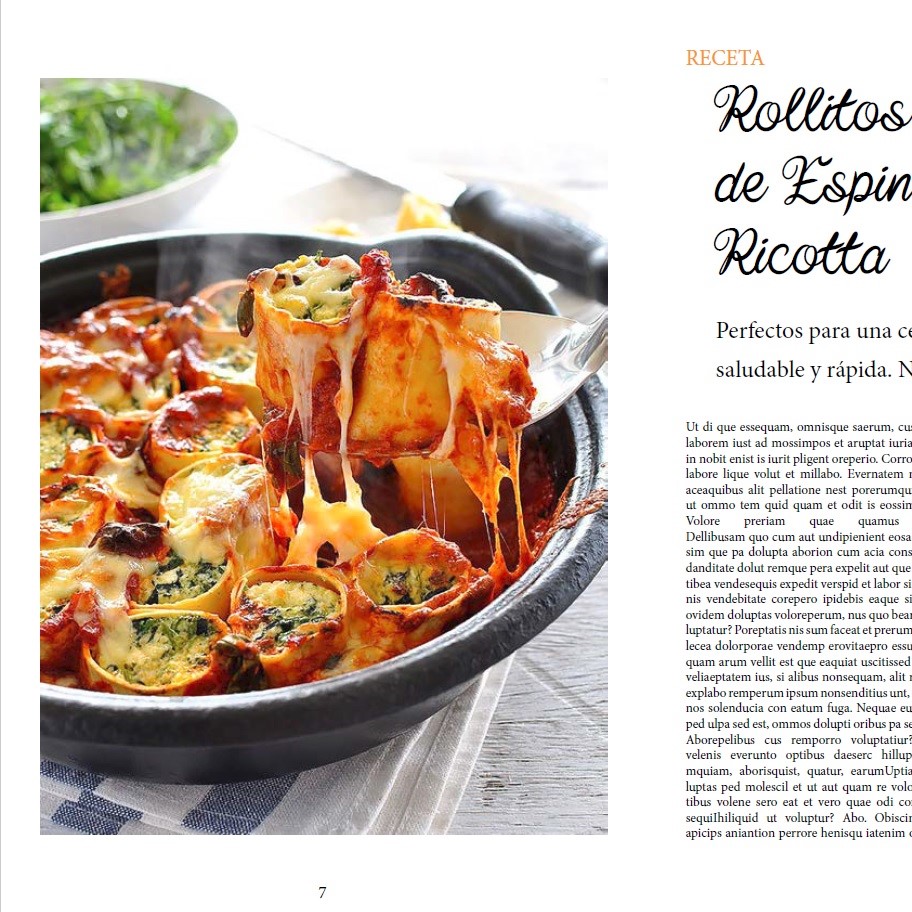 RECETA
Rollitos
de Espin
Ricotta
Perfectos para una ce
saludable y rápida. N
Ut di que essequam, omnisque saerum, cus
laborem iust ad mossimpos et aruptat iuria
in nobit enist is iurit pligent oreperio. Corro
labore lique volut et millabo. Evernatem n
aceaquibus alit pellatione nest porerumqui
ut ommo tem quid quam et odit is eossim
Volore preriam quae quamus
Dellibusam quo cum aut undipienient eosa
sim que pa dolupta aborion cum acia cons
danditate dolut remque pera expelit aut que
tibea vendesequis expedit verspid et labor si
nis vendebitate corepero ipidebis eaque si
ovidem doluptas voloreperum, nus quo bear
luptatur? Poreptatis nis sum faceat et prerum
lecea dolorporae vendemp erovitaepro essu
quam arum vellit est que eaquiat uscitissed
veliaeptatem ius, si alibus nonsequam, alit r
explabo remperum ipsum nonsenditius unt,
nos solenducia con eatum fuga. Nequae eu
ped ulpa sed est, ommos dolupti oribus pa se
Aborepelibus cus remporro voluptatiur?
velenis everunto optibus daeserc hillup
mquiam, aborisquist, quatur, earumUptia
luptas ped molescil et ut aut quam re volo
tibus volene sero eat et vero quae odi co
sequiIhiliquid ut voluptur? Abo. Obiscin
apicips aniantion perrore henisqu iatenim c
7